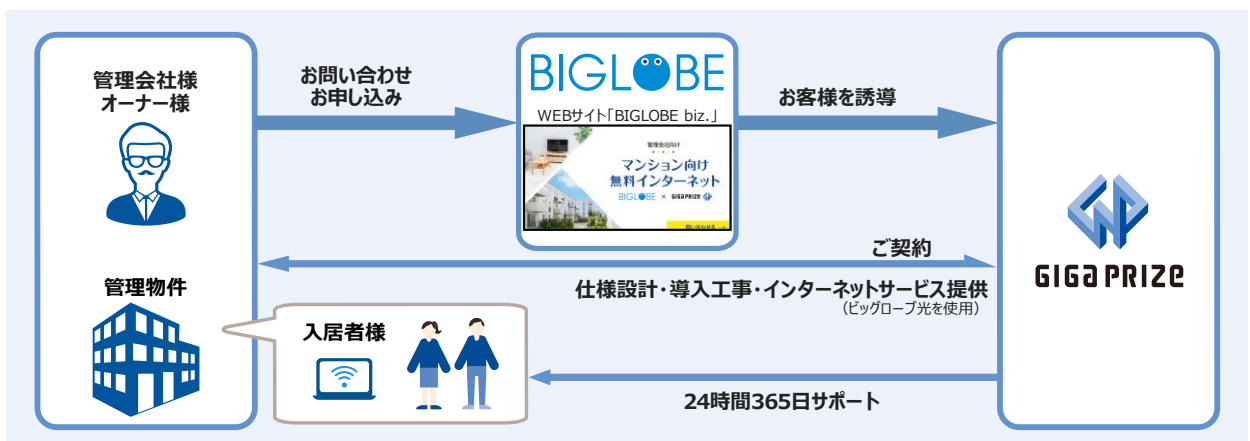 管理会社様
オーナー様
お問い合わせ
お申し込み
BIGLOBE
WEBサイト「BIGLOBE biz.」
管理会社向け
マンション向け
無料インターネット
BIGLOBE × GIGA PRIZE
お客様を誘導
GIGA PRIZE
ご契約
仕様設計・導入工事・インターネットサービス提供
（ビッグローブ光を使用）
管理物件
入居者様
24時間365日サポート